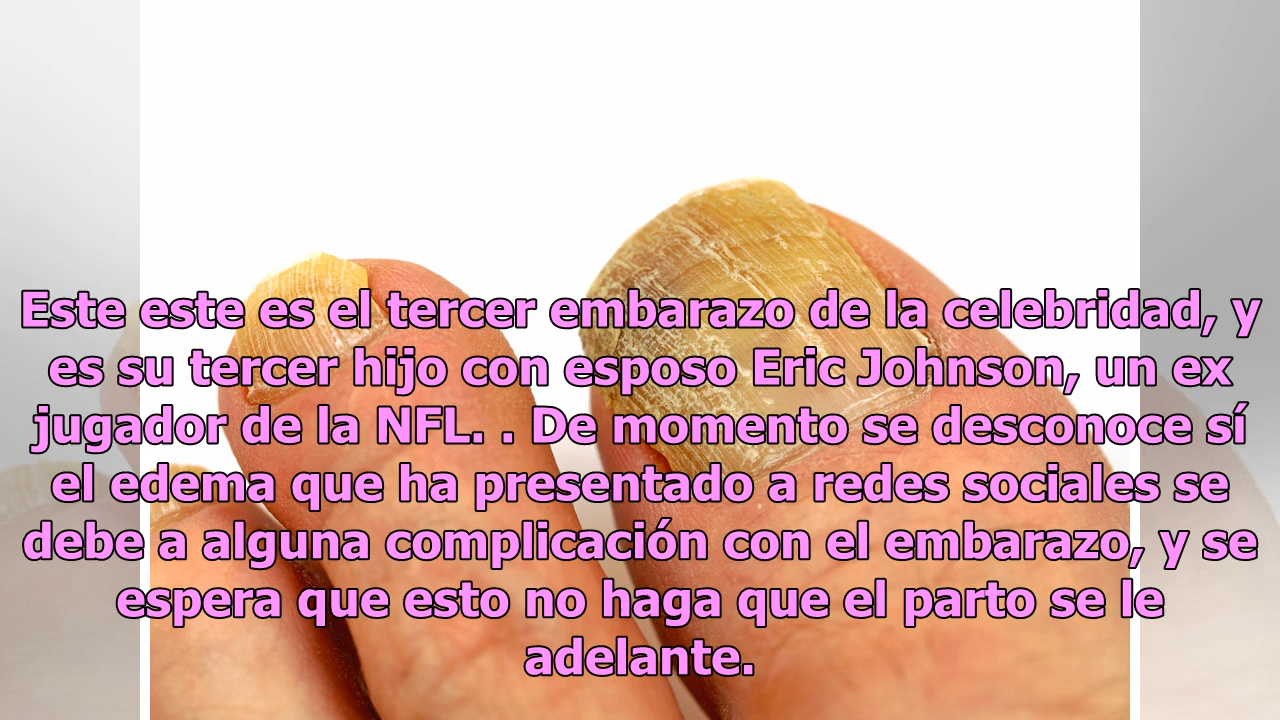 Este este es el tercer embarazo de la celebridad, y
es su tercer hijo con esposo Eric Johnson, un ex
jugador de la NFL. . De momento se desconoce sí
el edema que ha presentado a redes sociales se
debe a alguna complicación con el embarazo, y se
espera que esto no haga que el parto se le
adelante.